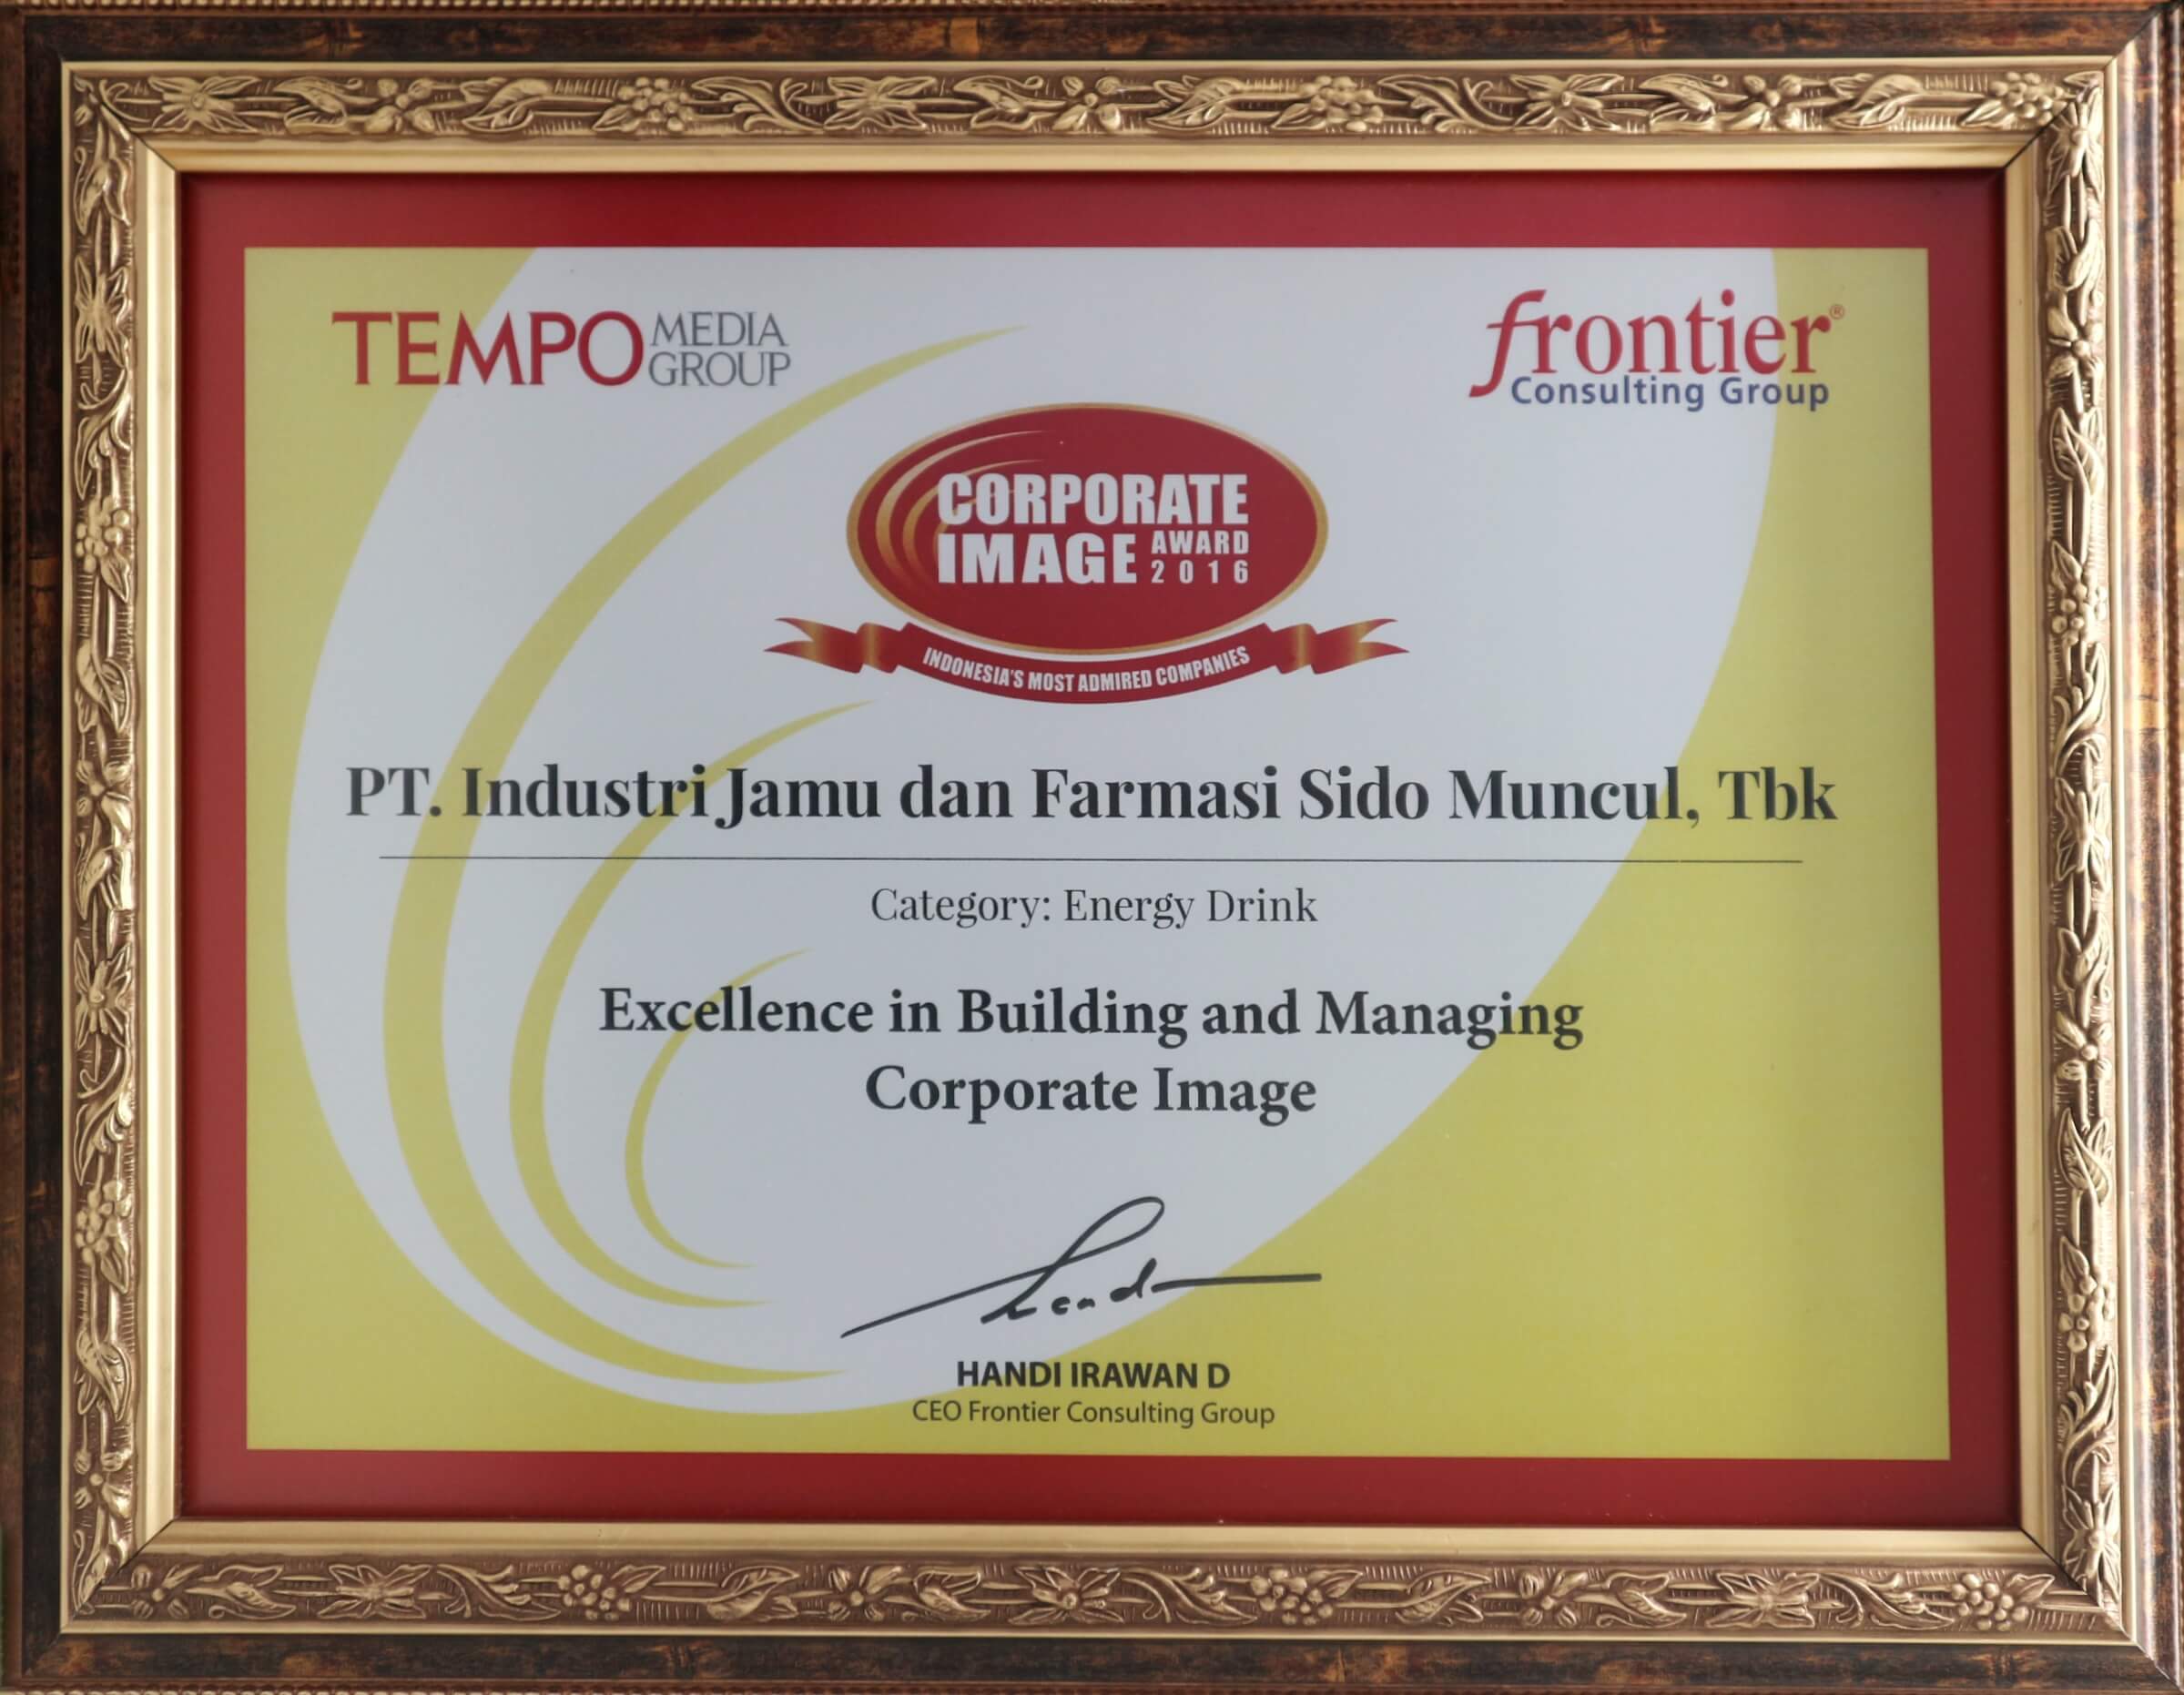 TEMPO MEDIA GROUP
frontier®
Consulting Group
CORPORATE
IMAGE AWARD 2016
INDONESIA'S MOST ADMIRED COMPANIES
PT. Industri Jamu dan Farmasi Sido Muncul, Tbk
Category: Energy Drink
Excellence in Building and Managing
Corporate Image
HANDI IRAWAN D
CEO Frontier Consulting Group